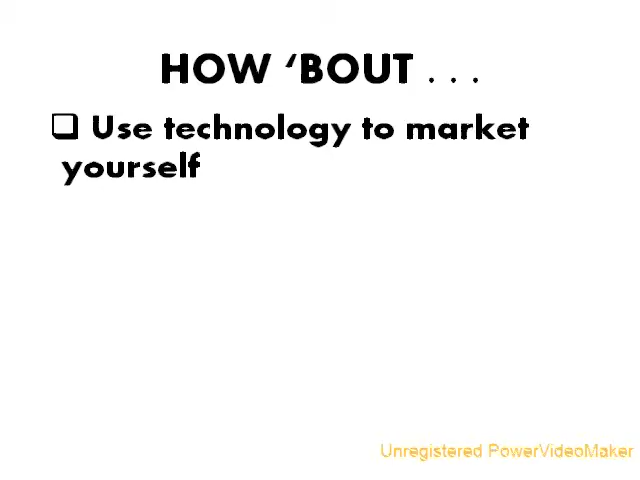 HOW ‘BOUT . . .
❑ Use technology to market
yourself
Unregistered PowerVideoMaker